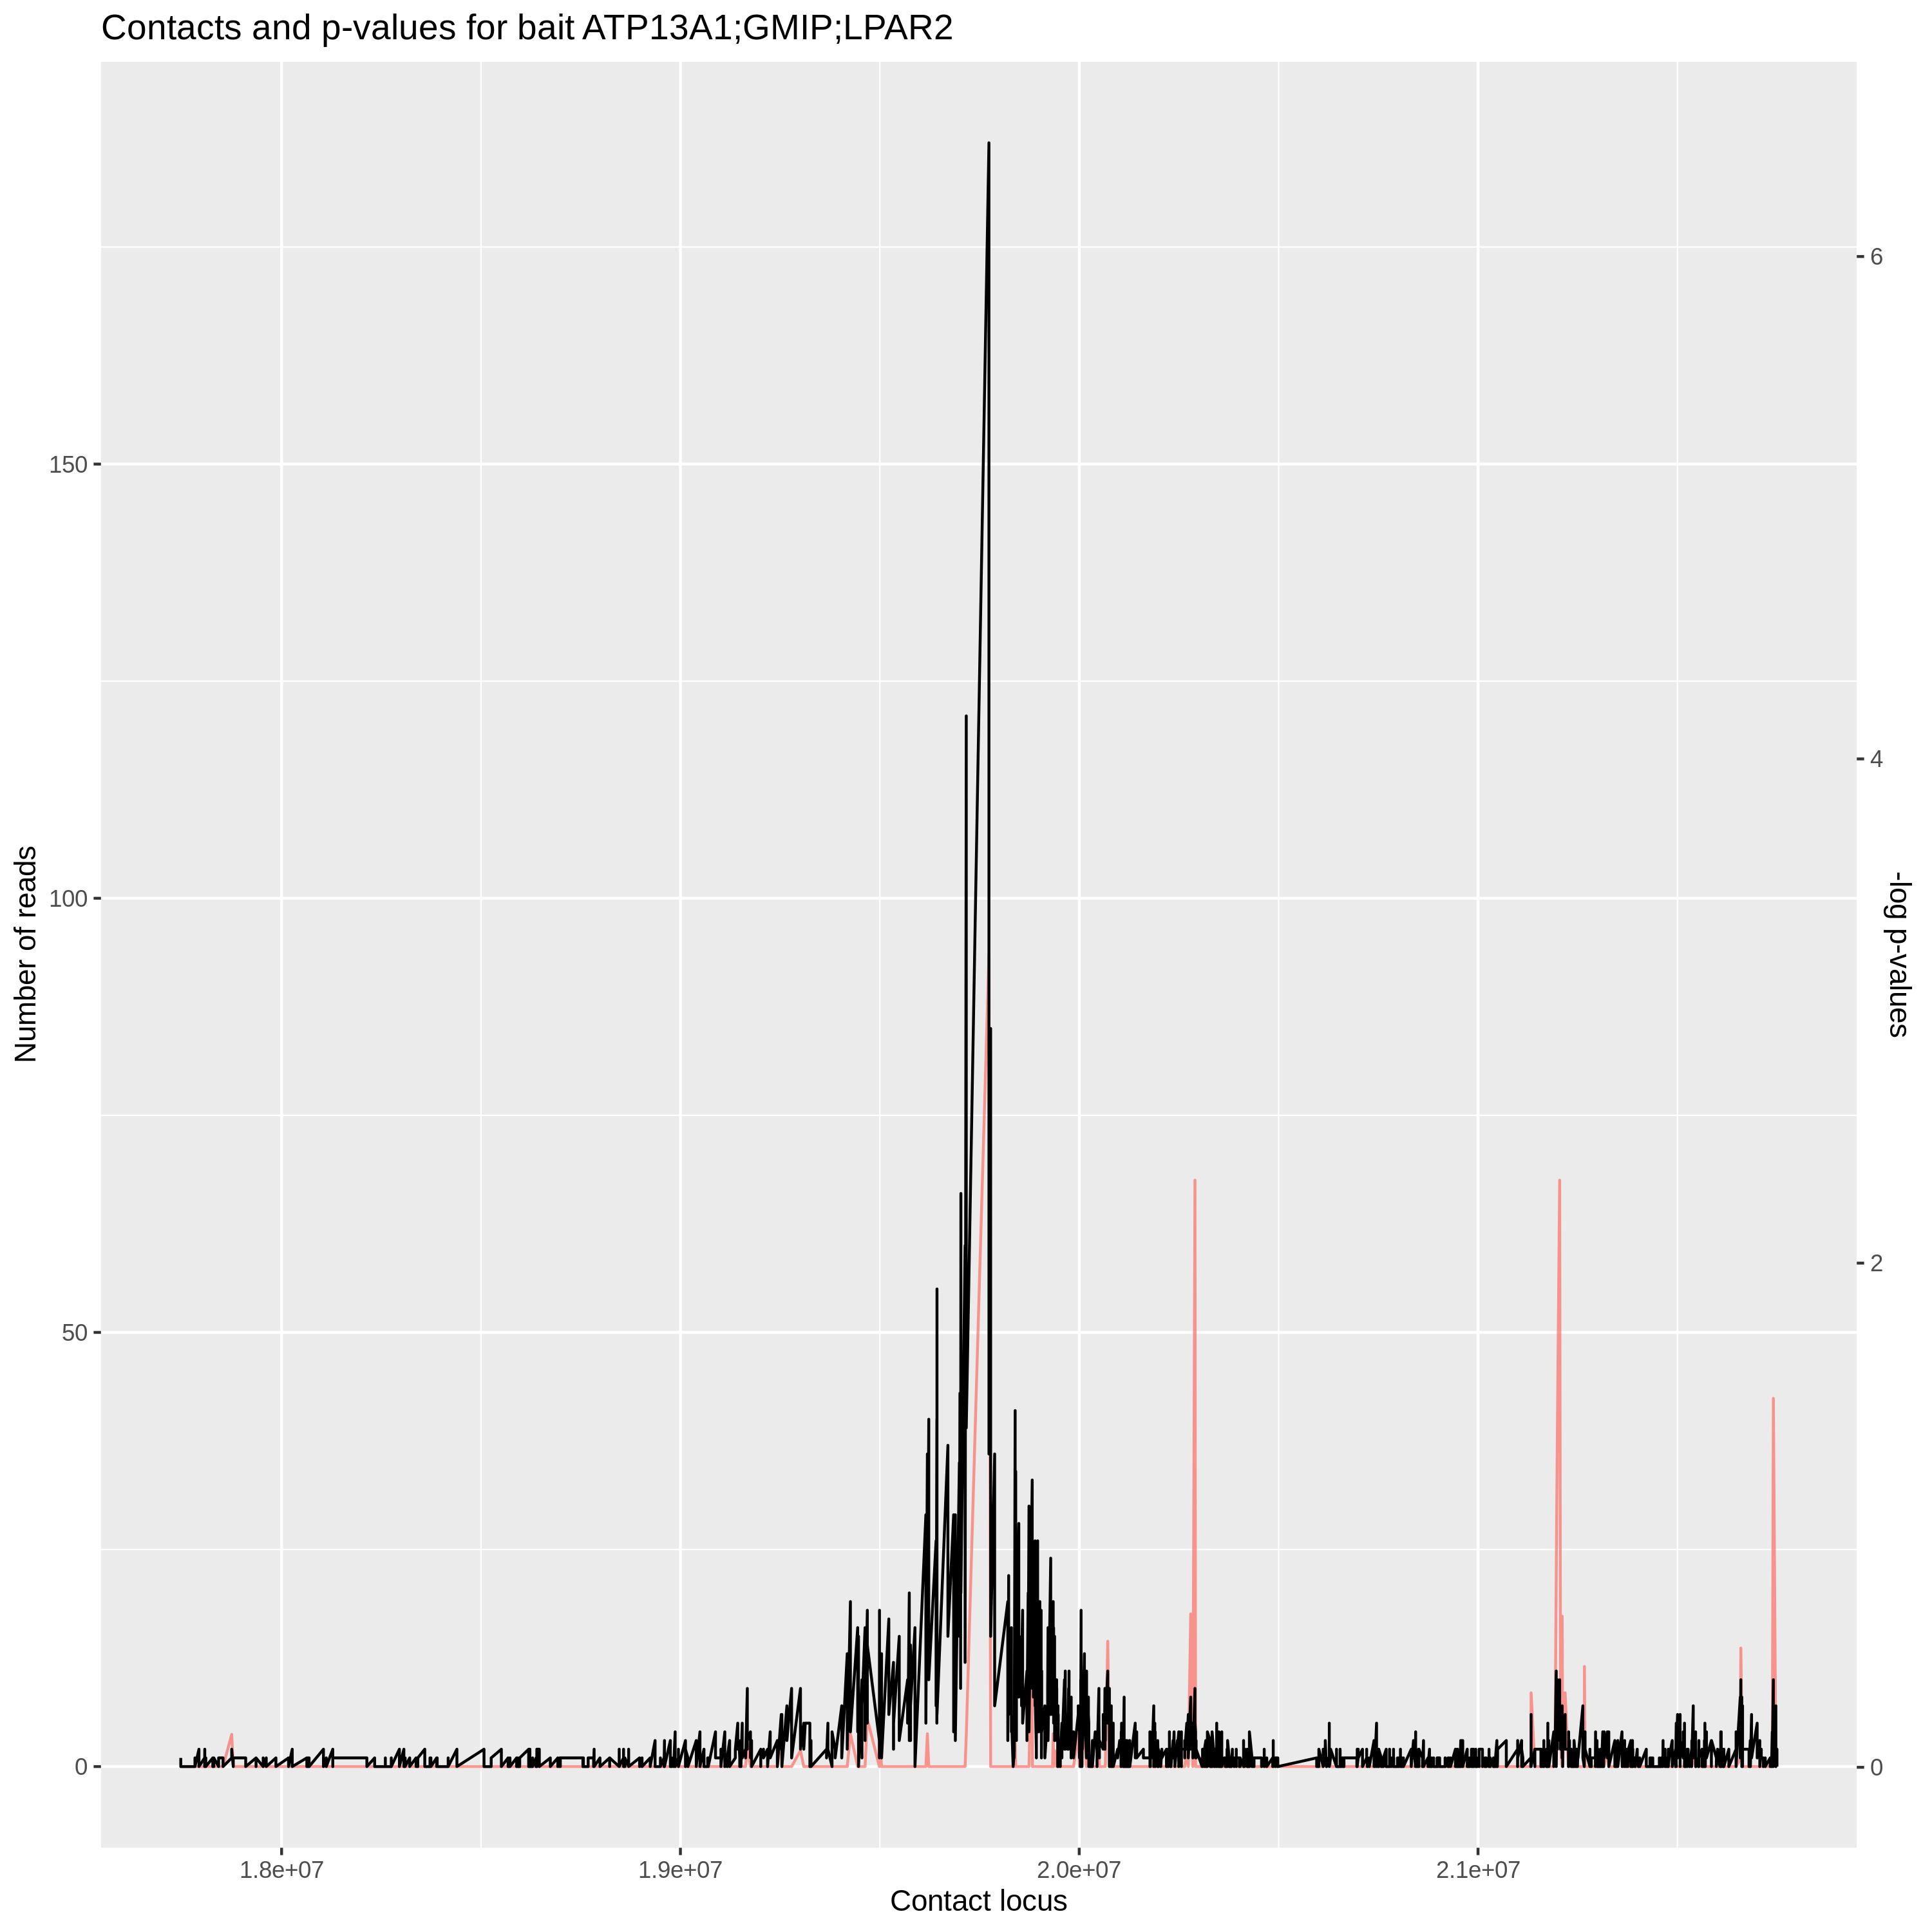 Contacts and p-values for bait ATP13A1;GMIP;LPAR2
Number of reads
150
100
50
0
6
4
2
0
-log p-values
1.8e+07
1.9e+07
2.0e+07
2.1e+07
Contact locus